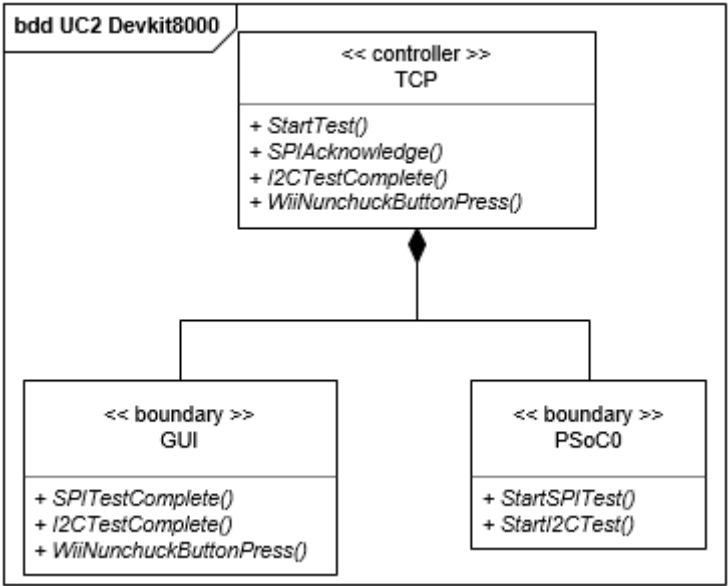 bdd UC2 Devkit8000
<< controller >>
TCP
+ StartTest()
+ SPIAcknowledge()
+ I2CTestComplete()
+ WiiNunchuckButtonPress()
<< boundary >>
GUI
+ SPITestComplete()
+ I2CTestComplete()
+ WiiNunchuckButtonPress()
<< boundary >>
PSoC0
+ StartSPITest()
+ StartI2CTest()